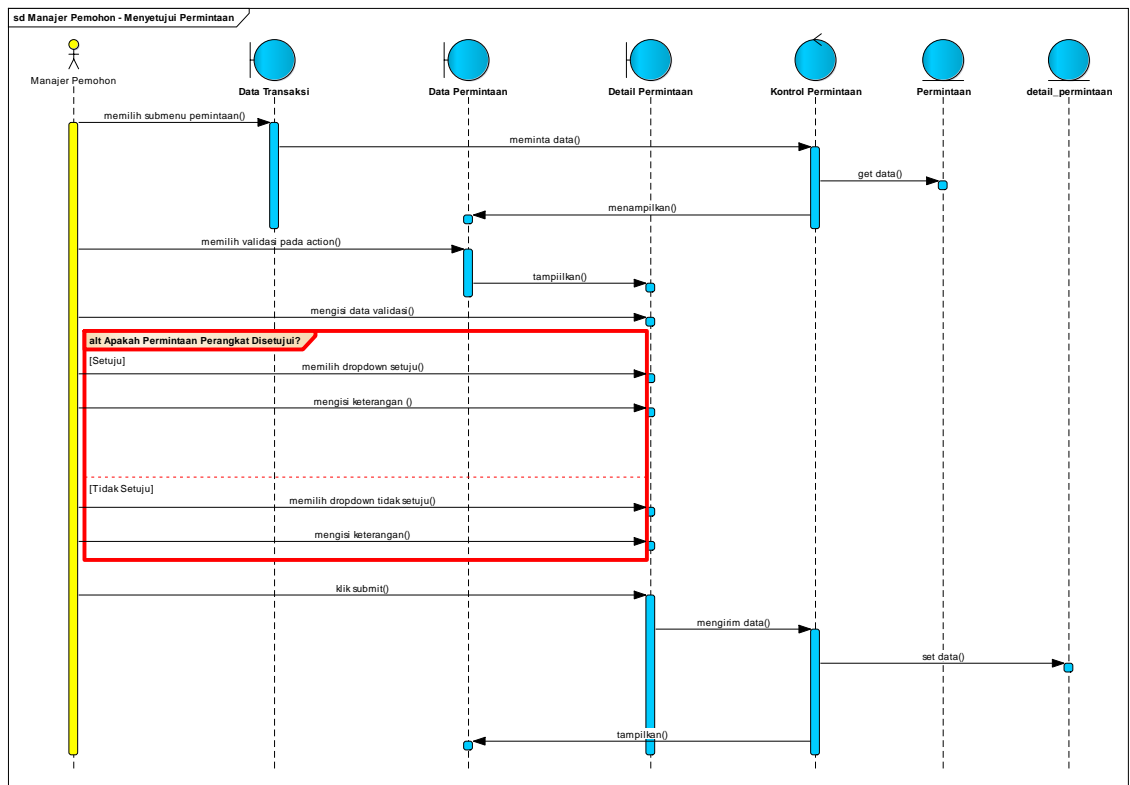 sd Manajer Pemohon - Menyetujui Permintaan
Manajer Pemohon
Data Transaksi
Data Permintaan
Detail Permintaan
Kontrol Permintaan
Permintaan
detail_permintaan
memilih submenu pemintaan()
meminta data()
get data()
menampilkan()
memilih validasi pada action()
tampiilkan()
mengisi data validasi()
alt Apakah Permintaan Perangkat Disetujui?
[Setuju]
memilih dropdown setuju()
mengisi keterangan ()
[Tidak Setuju]
memilih dropdown tidak setuju()
mengisi keterangan()
klik submit()
mengirim data()
set data()
tampilkan()